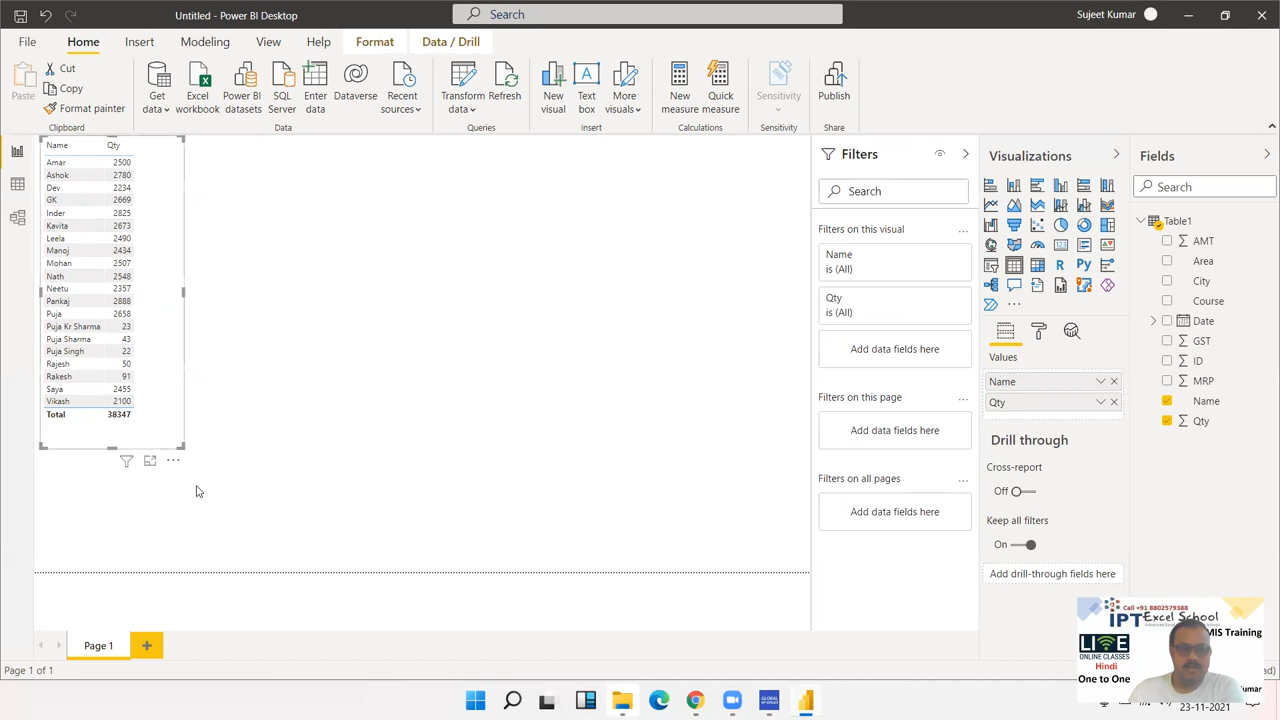 Untitled - Power BI Desktop
Search
Sujeet Kumar
File Home Insert Modeling View Help Format Data / Drill
Paste
Cut
Copy
Format painter
Get data
Excel workbook
Power BI datasets
SQL Server
Enter data
Dataverse
Recent sources
Transform data
Refresh
New visual
Text box
More visuals
New measure
Quick measure
Sensitivity
Publish
Clipboard Data Queries Insert Calculations Sensitivity Share
Name Qty
Amar 2500
Ashok 2780
Dev 2234
GK 2669
Inder 2825
Kavita 2673
Leela 2490
Manoj 2434
Mohan 2507
Nath 2548
Neetu 2357
Pankaj 2888
Puja 2658
Puja Kr Sharma 23
Puja Sharma 43
Puja Singh 22
Rajesh 50
Rakesh 91
Saya 2455
Vikash 2100
Total 38347
Filters
Search
Filters on this visual ...
Name
is (All)
Qty
is (All)
Add data fields here
Filters on this page ...
Add data fields here
Filters on all pages ...
Add data fields here
Visualizations
R Py
...
Values
Name
Qty
Drill through
Cross-report
Off
Keep all filters
On
Add drill-through fields here
Fields
Search
Table1
AMT
Area
City
Course
Date
GST
ID
MRP
Name
Qty
Call +91 8802579388
IPT Excel School
MIS Training
LIVE
ONLINE CLASSES
Hindi
One to One
Kumar
Page 1
Page 1 of 1
23-11-2021